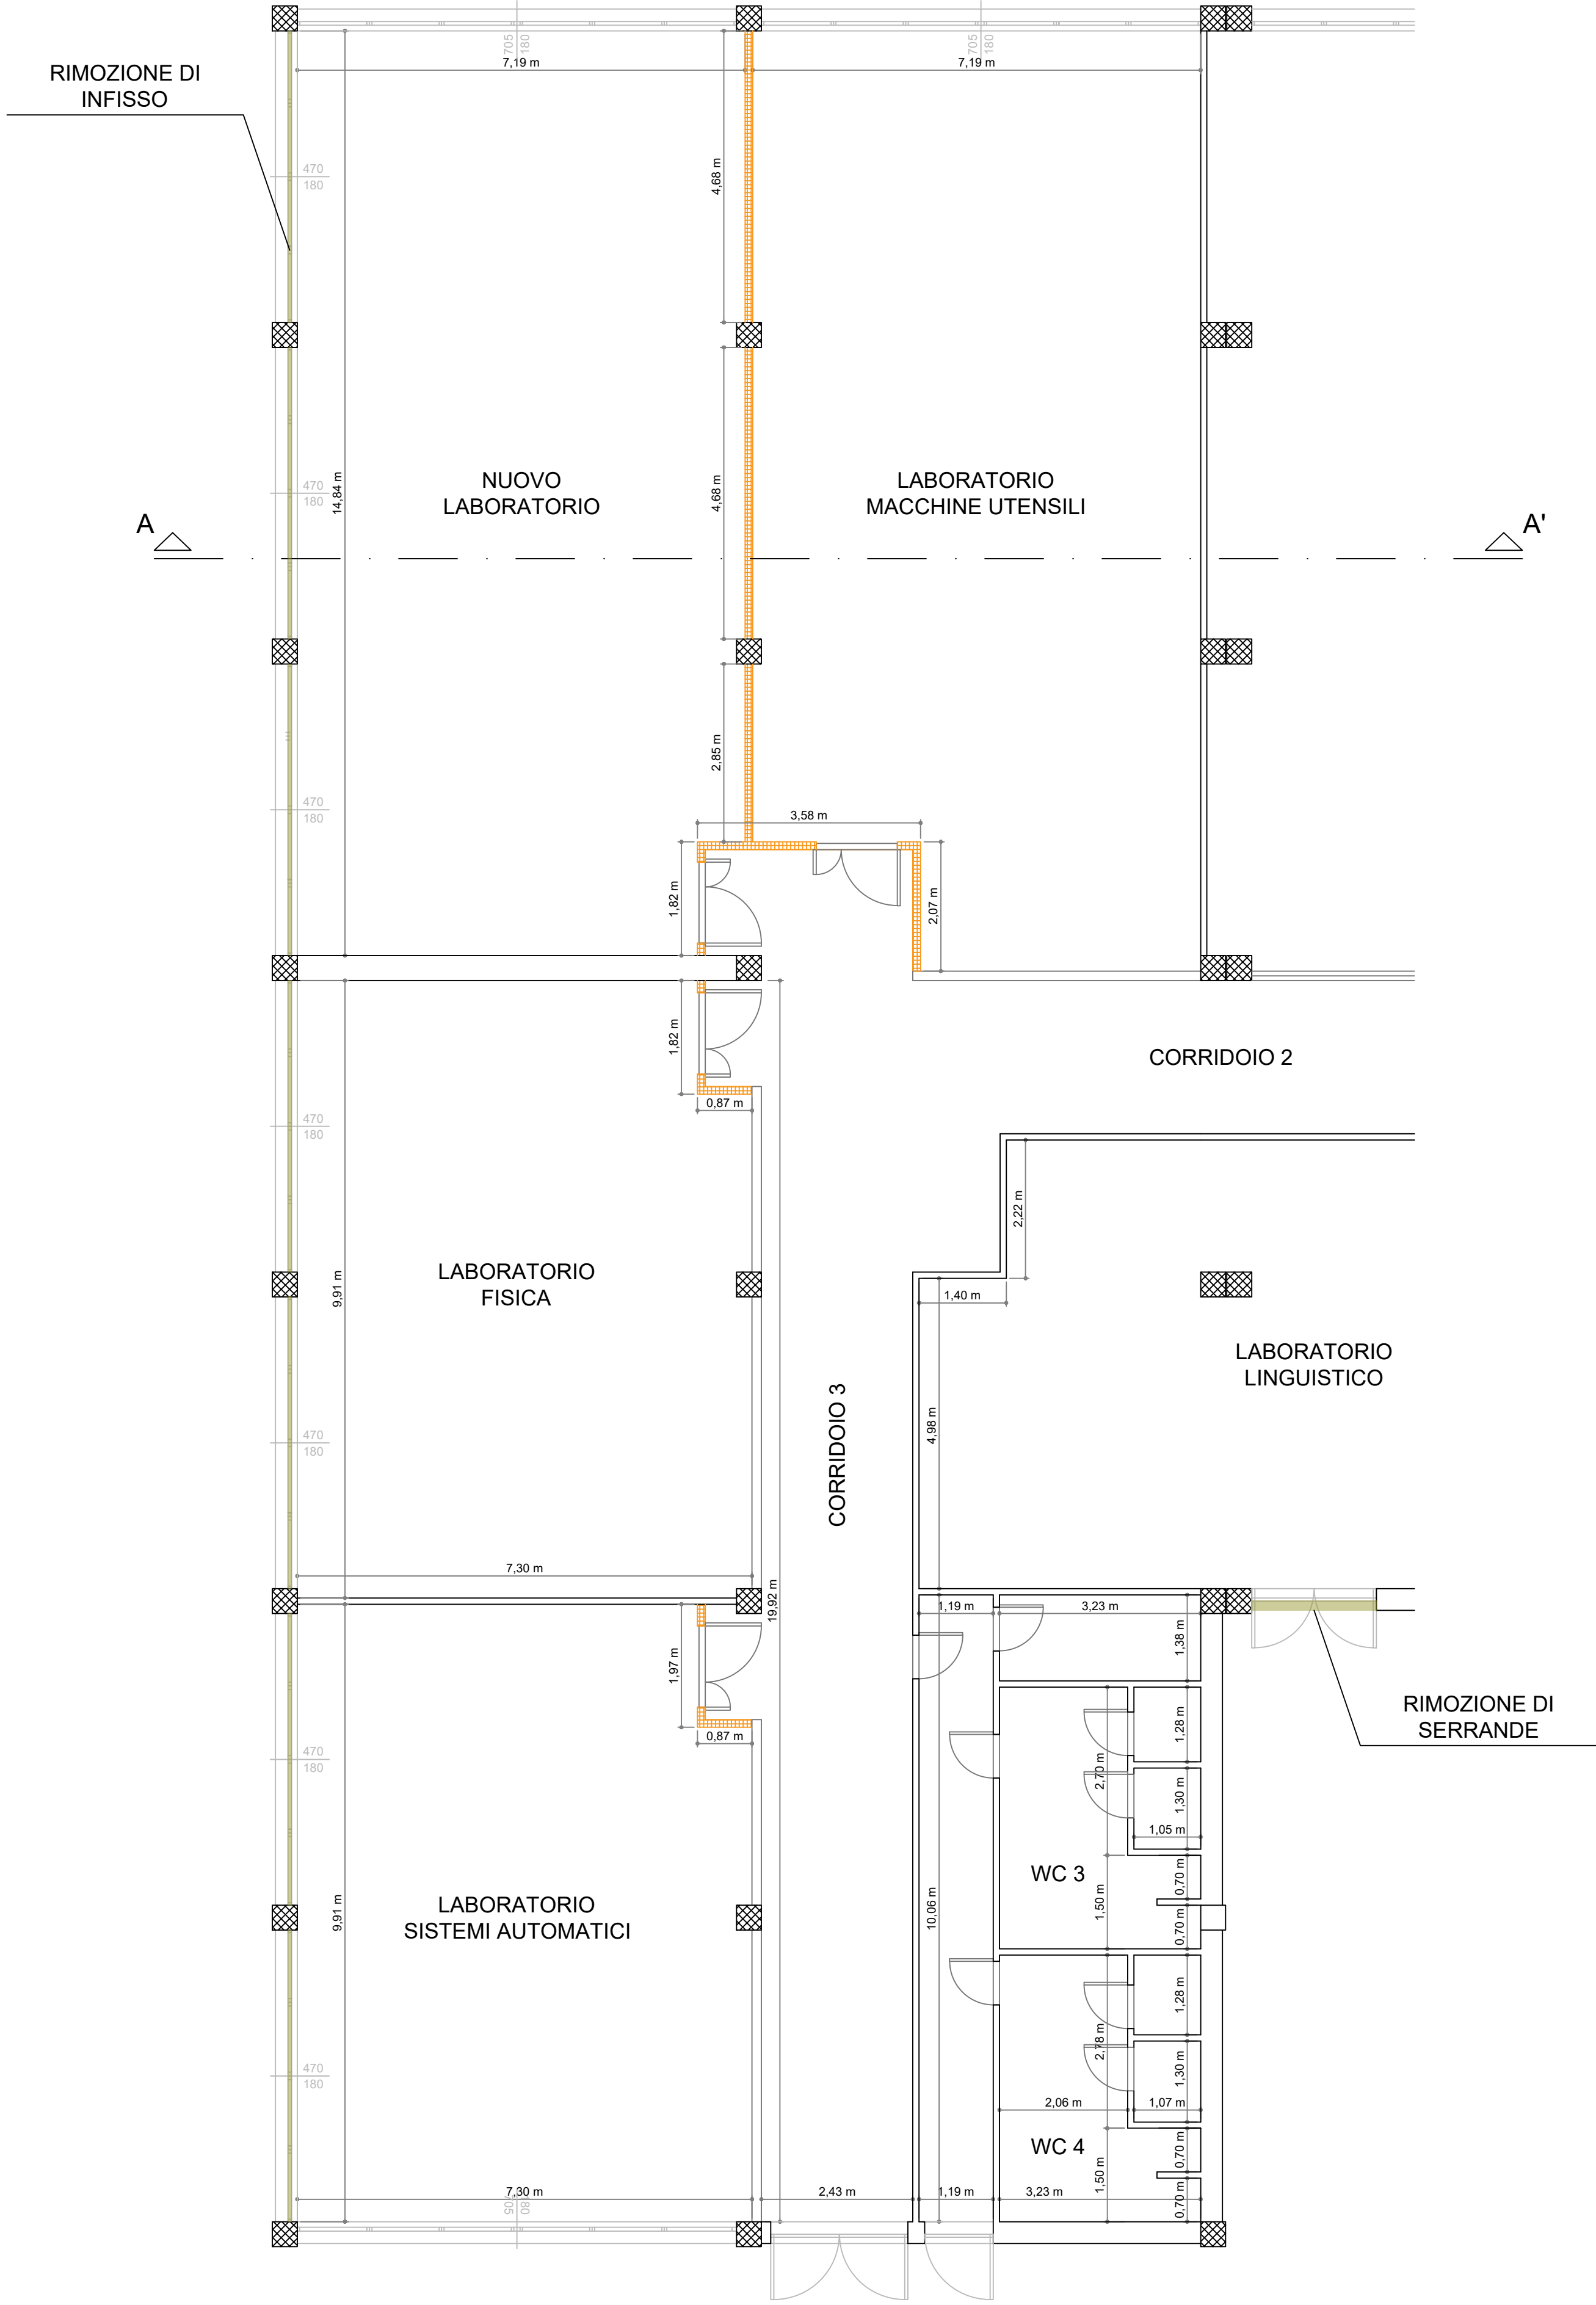 705
180
705
180
7,19 m
7,19 m
RIMOZIONE DI
INFISSO
470
180
4,68 m
NUOVO
LABORATORIO
LABORATORIO
MACCHINE UTENSILI
470
180
14,84 m
4,68 m
A
A'
2,85 m
470
180
3,58 m
1,82 m
2,07 m
1,82 m
CORRIDOIO 2
0,87 m
470
180
2,22 m
LABORATORIO
FISICA
9,91 m
1,40 m
LABORATORIO
LINGUISTICO
CORRIDOIO 3
4,98 m
470
180
7,30 m
19,92 m
1,19 m
3,23 m
1,38 m
1,97 m
RIMOZIONE DI
SERRANDE
0,87 m
1,28 m
470
180
2,70 m
1,30 m
1,05 m
WC 3
0,70 m
LABORATORIO
SISTEMI AUTOMATICI
9,91 m
10,06 m
1,50 m
0,70 m
1,28 m
2,78 m
470
180
1,30 m
2,06 m
1,07 m
WC 4
0,70 m
1,50 m
7,30 m
705
180
2,43 m
1,19 m
3,23 m
0,70 m